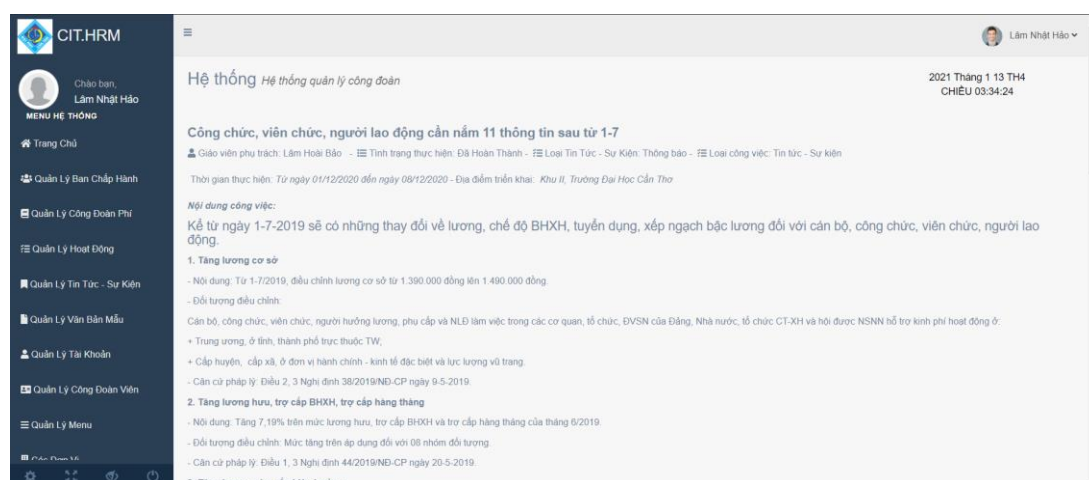 CIT.HRM
Lâm Nhật Hảo
Chào bạn,
Lâm Nhật Hảo
MENU HỆ THỐNG
Trang Chủ
Quản Lý Ban Chấp Hành
Quản Lý Công Đoàn Phí
Quản Lý Hoạt Động
Quản Lý Tin Tức - Sự Kiện
Quản Lý Văn Bản Mẫu
Quản Lý Tài Khoản
Quản Lý Công Đoàn Viên
Quản Lý Menu
Các Đơn Vị
Hệ thống Hệ thống quản lý công đoàn
2021 Tháng 1 13 TH4
CHIỀU 03:34:24
Công chức, viên chức, người lao động cần nắm 11 thông tin sau từ 1-7
Giáo viên phụ trách: Lâm Hoài Bảo - Tình trạng thực hiện: Đã Hoàn Thành - Loại Tin Tức - Sự Kiện: Thông báo - Loại công việc: Tin tức - Sự kiện
Thời gian thực hiện: Từ ngày 01/12/2020 đến ngày 08/12/2020 - Địa điểm triển khai: Khu II, Trường Đại Học Cần Thơ
Nội dung công việc:
Kể từ ngày 1-7-2019 sẽ có những thay đổi về lương, chế độ BHXH, tuyển dụng, xếp ngạch bậc lương đối với cán bộ, công chức, viên chức, người lao
động.
1. Tăng lương cơ sở
- Nội dung: Từ 1-7/2019, điều chỉnh lương cơ sở từ 1.390.000 đồng lên 1.490.000 đồng.
- Đối tượng điều chỉnh:
Cán bộ, công chức, viên chức, người hưởng lương, phụ cấp và NLĐ làm việc trong các cơ quan, tổ chức, ĐVSN của Đảng, Nhà nước, tổ chức CT-XH và hội được NSNN hỗ trợ kinh phí hoạt động ở:
+ Trung ương, ở tỉnh, thành phố trực thuộc TW;
+ Cấp huyện, cấp xã, ở đơn vị hành chính - kinh tế đặc biệt và lực lượng vũ trang.
- Căn cứ pháp lý: Điều 2, 3 Nghị định 38/2019/NĐ-CP ngày 9-5-2019.
2. Tăng lương hưu, trợ cấp BHXH, trợ cấp hàng tháng
- Nội dung: Tăng 7,19% trên mức lương hưu, trợ cấp BHXH và trợ cấp hàng tháng của tháng 6/2019.
- Đối tượng điều chỉnh: Mức tăng trên áp dụng đối với 08 nhóm đối tượng.
- Căn cứ pháp lý: Điều 1, 3 Nghị định 44/2019/NĐ-CP ngày 20-5-2019.